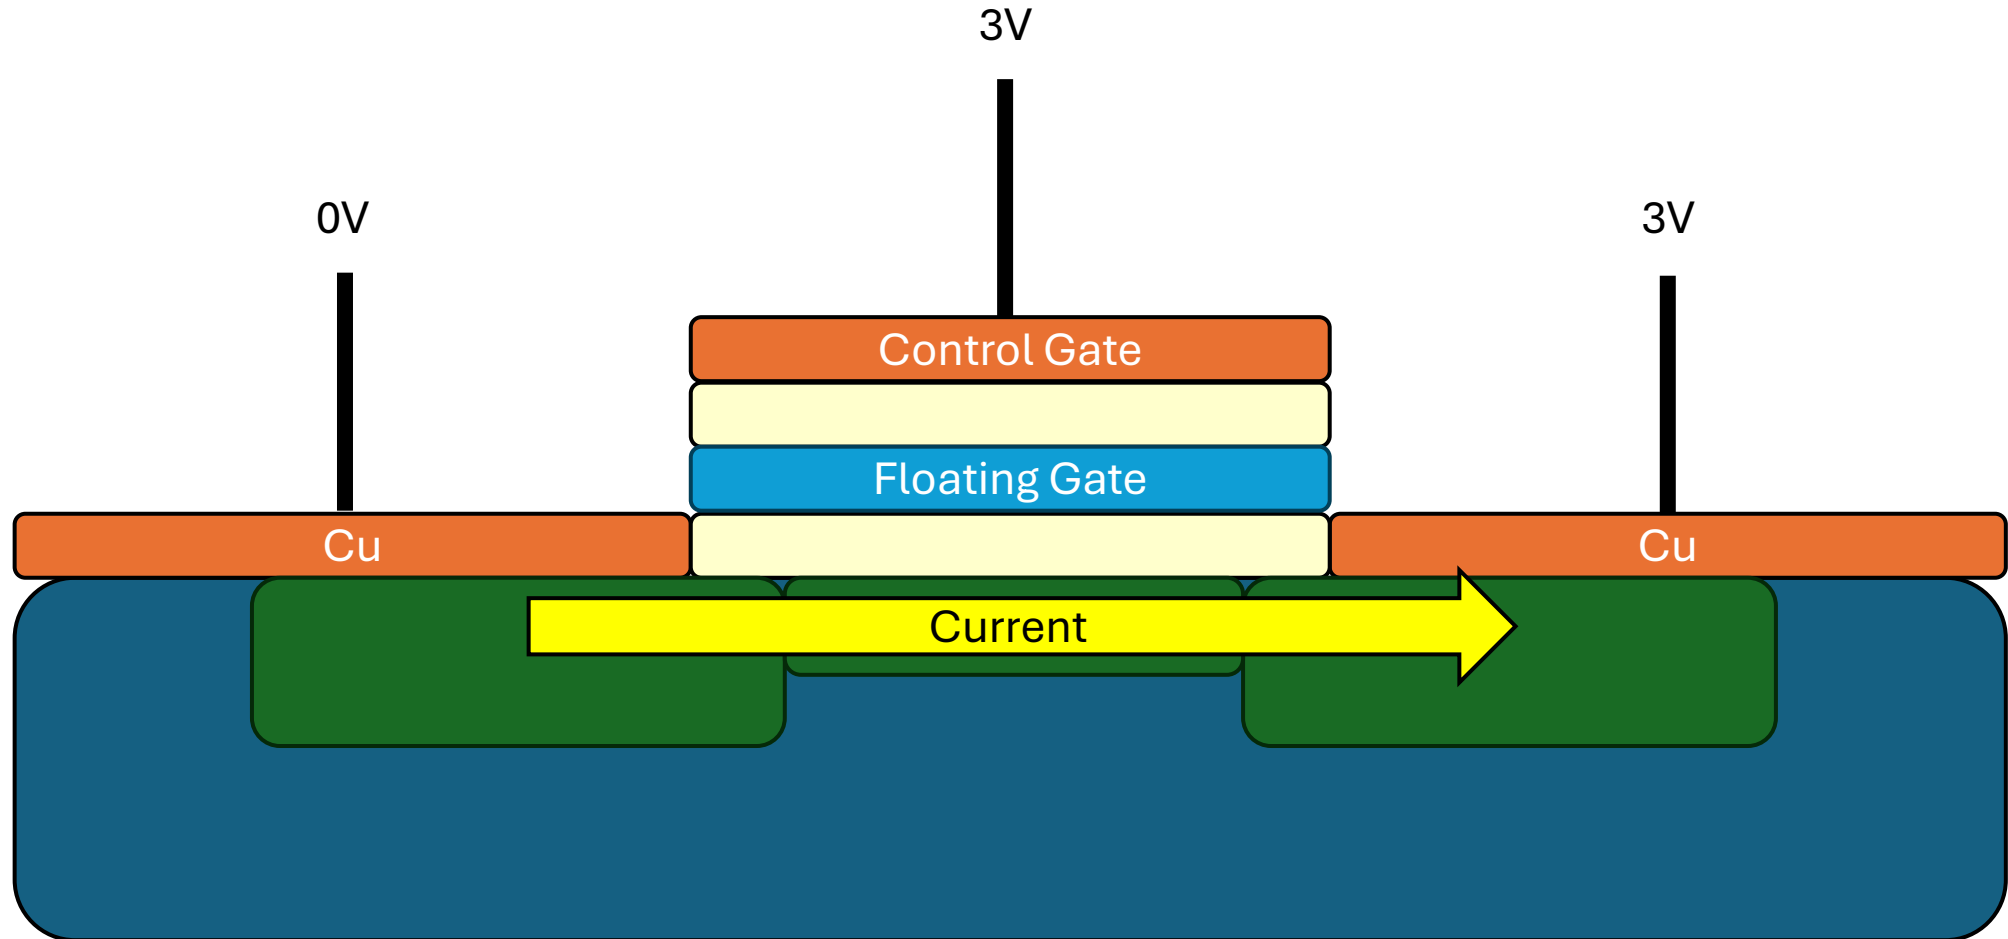 3V
0V
3V
Control Gate
Floating Gate
Cu
Cu
Current